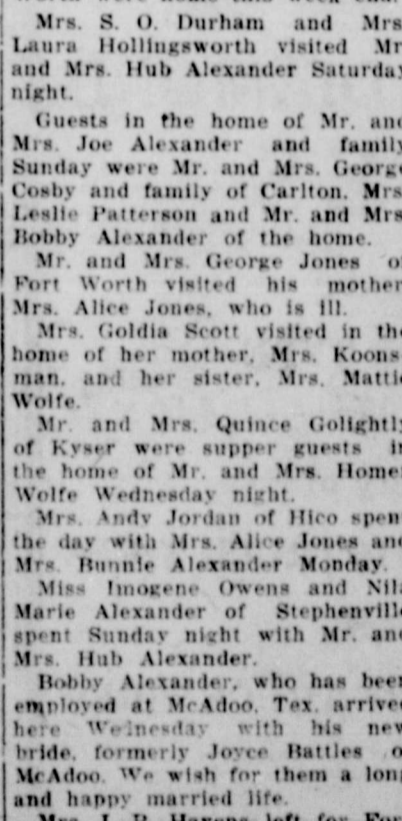 Mrs. S. O. Durham and Mrs
Laura Hollingsworth visited Mr
and Mrs. Hub Alexander Saturday
night.
Guests in the home of Mr. and
Mrs. Joe Alexander and family
Sunday were Mr. and Mrs. George
Cosby and family of Carlton, Mrs
Leslie Patterson and Mr. and Mrs
Bobby Alexander of the home.
Mr. and Mrs. George Jones o
Fort Worth visited his mother
Mrs. Alice Jones, who is ill.
Mrs. Goldia Scott visited in the
home of her mother, Mrs. Koons-
man, and her sister, Mrs. Mattie
Wolfe.
Mr. and Mrs. Quince Golightly
of Kyser were supper guests in
the home of Mr. and Mrs. Homer
Wolfe Wednesday night.
Mrs. Andy Jordan of Hico spen
the day with Mrs. Alice Jones and
Mrs. Bunnie Alexander Monday.
Miss Imogene Owens and Nila
Marie Alexander of Stephenville
spent Sunday night with Mr. and
Mrs. Hub Alexander.
Bobby Alexander, who has been
employed at McAdoo, Tex. arrived
here Wednesday with his new
bride, formerly Joyce Battles o
McAdoo. We wish for them a long
and happy married life.